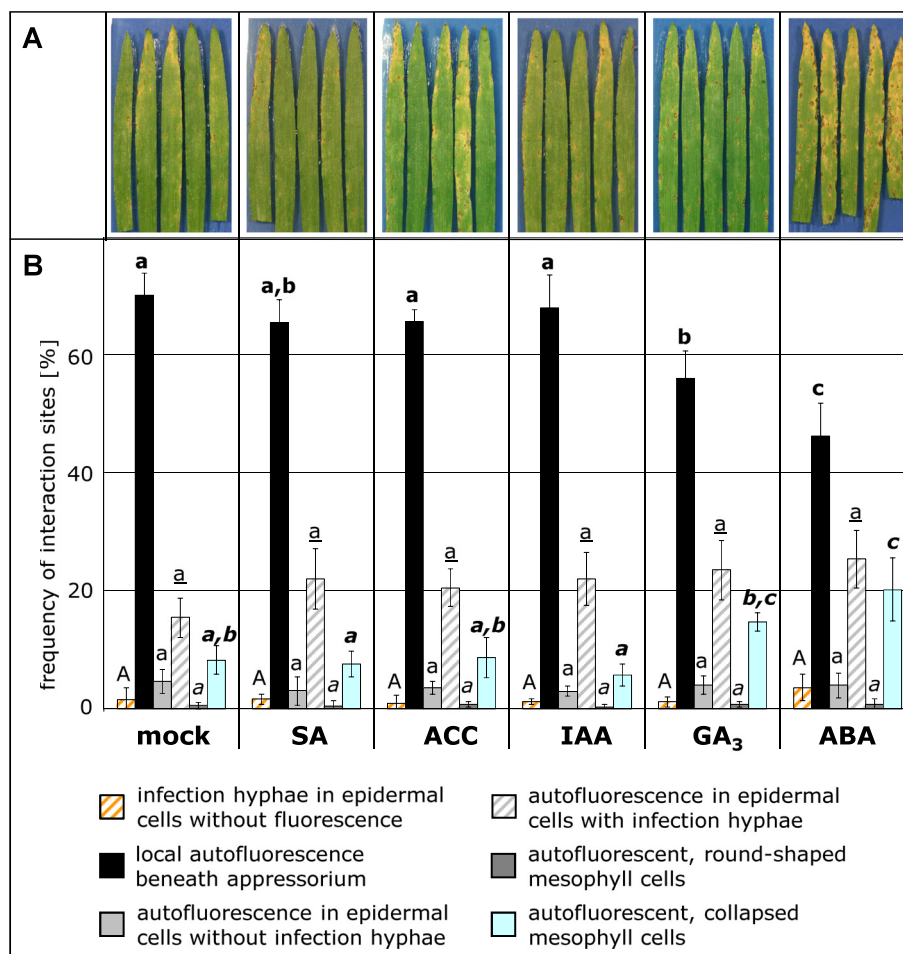 A
B
frequency of interaction sites [%]
60
40
20
0
a
a,b
a
a
b
c
a
a
a
a
a
a
a,b
a
a,b
a
b,c
c
A
a
a
A
a
a
A
a
a
A
a
a
A
a
a
A
a
a
mock SA ACC IAA GA₃ ABA
infection hyphae in epidermal
cells without fluorescence
local autofluorescence
beneath appressorium
autofluorescence in epidermal
cells without infection hyphae
autofluorescence in epidermal
cells with infection hyphae
autofluorescent, round-shaped
mesophyll cells
autofluorescent, collapsed
mesophyll cells